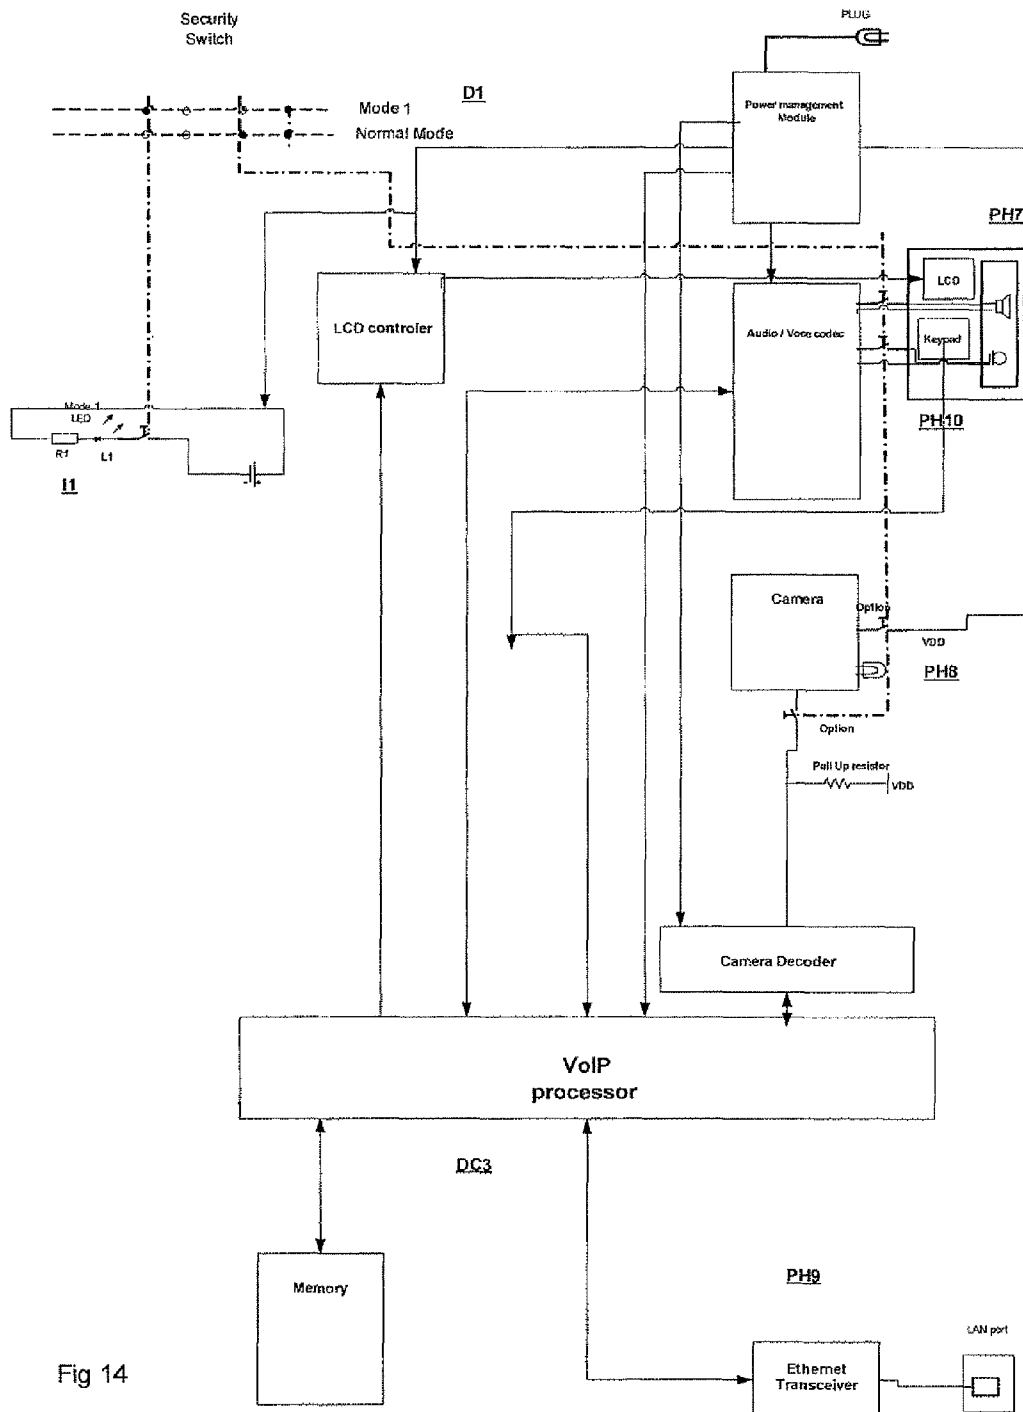 Security
Switch
PLUG
D1
Mode 1
Normal Mode
Power management
Module
PH7
LCD controler
LCD
Audio / Voce codec
Keypad
PH10
Mode 1
LED
R1
L1
I1
Camera
Option
VDD
PH8
Option
Pull Up resistor
VDD
Camera Decoder
VoIP
processor
DC3
Memory
PH9
LAN port
Ethernet
Transceiver
Fig 14